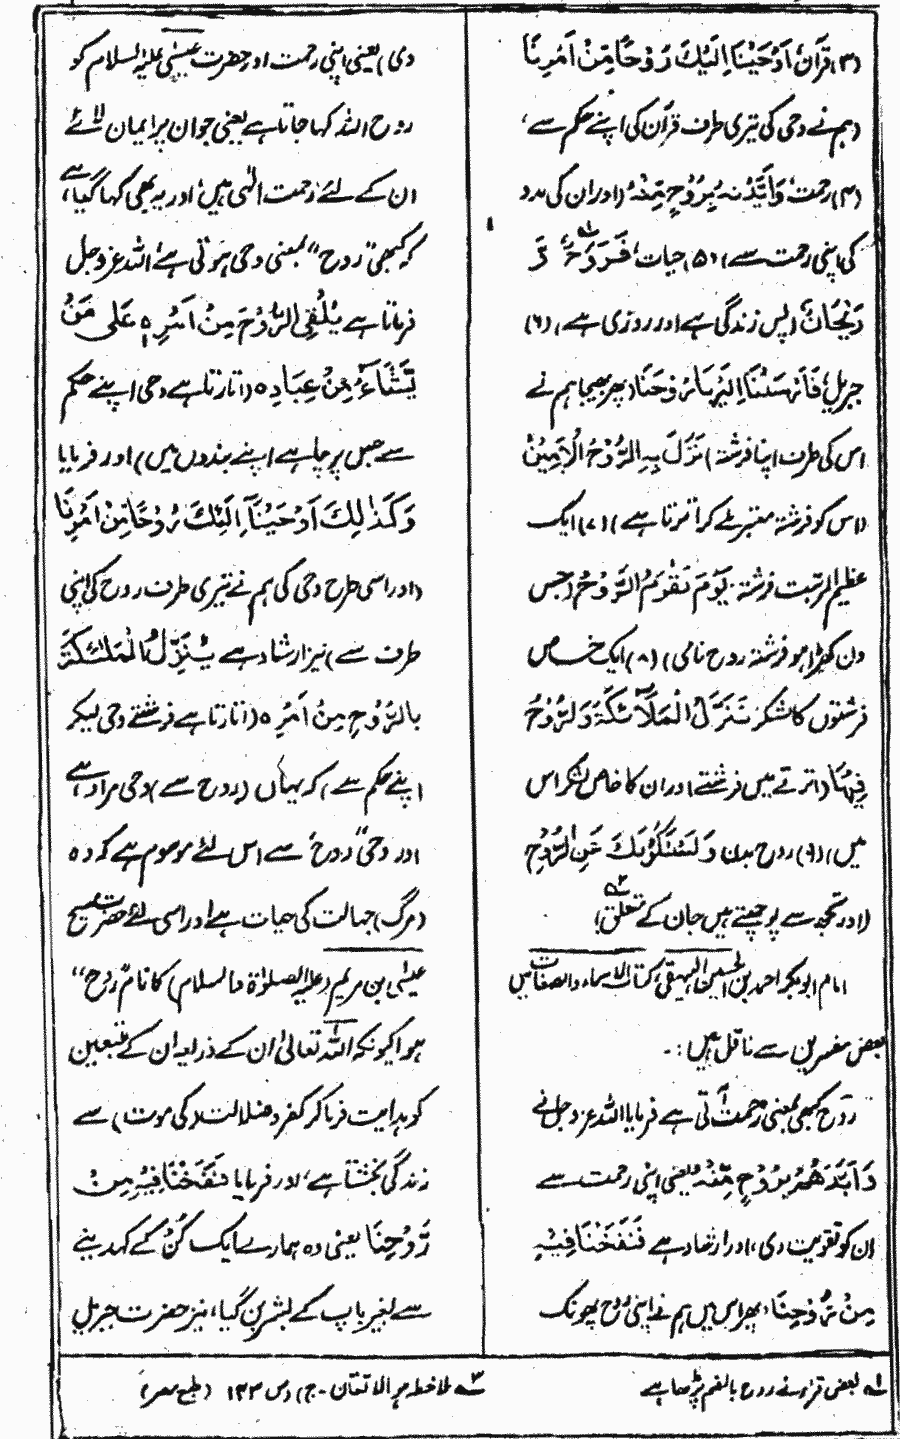 (۳) قرآن، اَوْحَيْنَا اِلَيْكَ رُوْحًا مِّنْ اَمْرِنَا
(ہم نے وحی کی تیری طرف قرآن کی اپنے حکم سے،
(۴) رحمت، وَاَيَّدَهُمْ بِرُوْحٍ مِّنْهُ (اور ان کی مدد
کی اپنی رحمت سے)، (۵) حیات، فَرَوْحٌ ؎۱ وَّ
رَيْحَانٌ (پس زندگی ہے اور روزی ہے)، (۶)
جبریل، فَاَرْسَلْنَا اِلَيْهَا رُوْحَنَا (پھر بھیجا ہم نے
اس کی طرف اپنا فرشتہ) نَزَلَ بِهِ الرُّوْحُ الْاَمِيْنُ
(اس کو فرشتہ معتبر لے کر اُترتا ہے) (۷) ایک
عظیم المرتبت فرشتہ، يَوْمَ يَقُوْمُ الرُّوْحُ (جس
دن کھڑا ہو فرشتہ روح نامی) (۸) ایک خاص
فرشتوں کا لشکر تَنَزَّلُ الْمَلَآئِكَةُ وَالرُّوْحُ
فِيْهَا (اترتے ہیں فرشتے اور ان کا خاص لشکر اس
میں)، (۹) روح بدن، وَيَسْئَلُوْنَكَ عَنِ الرُّوْحِ
(اور تجھ سے پوچھتے ہیں جان کے متعلق)؎۲
امام ابوبکر احمد بن الحسین البیہقی، کتاب الاسماء والصفات میں
بعض مفسرین سے ناقل ہیں :۔
روح کبھی بمعنی رحمت آتی ہے فرمایا اللہ عزوجل نے
وَاَيَّدَهُمْ بِرُوْحٍ مِّنْهُ یعنی اپنی رحمت سے
ان کو تقویت دی، اور ارشاد ہے فَنَفَخْنَا فِيْهِ
مِنْ رُّوْحِنَا، پھر اس میں ہم نے اپنی رُوح پھونک
دی) یعنی اپنی رحمت اور حضرت عیسٰی علیہ السلام کو
روح اللہ کہا جاتا ہے یعنی جو ان پر ایمان لائے
ان کے لئے رحمت الٰہی ہیں، اور یہ بھی کہا گیا ہے،
کہ کبھی "روح" بمعنی وحی ہوتی ہے، اللہ عزوجل
فرماتا ہے يُلْقِى الرُّوْحَ مِنْ اَمْرِهٖ عَلٰى مَنْ
يَّشَآءُ مِنْ عِبَادِهٖ (اتارتا ہے وحی اپنے حکم
سے جس پر چاہے اپنے بندوں میں) اور فرمایا
وَكَذٰلِكَ اَوْحَيْنَآ اِلَيْكَ رُوْحًا مِّنْ اَمْرِنَا
(اور اسی طرح وحی کی ہم نے تیری طرف روح کی اپنی
طرف سے) نیز ارشاد ہے يُنَزِّلُ الْمَلٰٓئِكَةَ
بِالرُّوْحِ مِنْ اَمْرِهٖ (اتارتا ہے فرشتے وحی لیکر
اپنے حکم سے)، کہ یہاں (روح سے) وحی مراد ہے،
اور وحی "روح" سے اس لئے موسوم ہے کہ وہ
(مرگ) جہالت کی حیات ہے اور اسی لئے حضرت مسیح
عیسٰی بن مریم (علیہ الصلوٰۃ والسلام) کا نام "روح"
ہوا کیونکہ اللہ تعالیٰ ان کے ذریعہ ان کے متبعین
کو ہدایت فرما کر کفر و ضلالت (کی موت) سے
زندگی بخشتا ہے، اور فرمایا فَنَفَخْنَا فِيْهِ مِنْ
رُّوْحِنَا یعنی وہ ہمارے ایک کُنْ کے کہدینے
سے بغیر باپ کے بشر بن گیا، نیز حضرت جبریل
؎۱ بعض قراء نے روح بالضم پڑھا ہے
؎۲ ملاحظہ ہو الاتقان - ج۱، ص ۱۴۳ (طبع مصر)